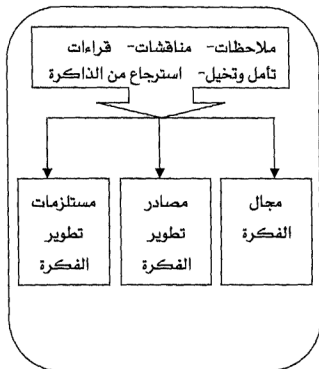 ملاحظات- مناقشات- قراءات
تأمل وتخيل- استرجاع من الذاكرة
مجال
الفكرة
مصادر
تطوير
الفكرة
مستلزمات
تطوير
الفكرة